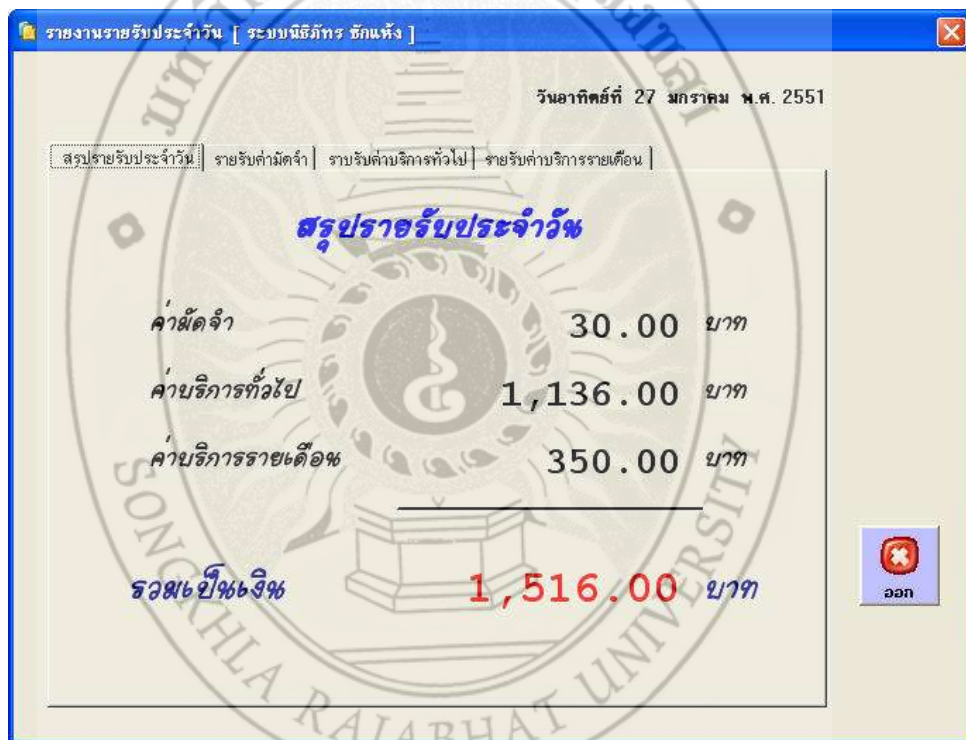 รายงานรายรับประจำวัน [ ระบบนิธิภัทร ซักแห้ง ]
วันอาทิตย์ที่ 27 มกราคม พ.ศ. 2551
สรุปรายรับประจำวัน รายรับค่ามัดจำ ราบรับค่าบริการทั่วไป รายรับค่าบริการรายเดือน
สรุปรายรับประจำวัน
ค่ามัดจำ 30.00 บาท
ค่าบริการทั่วไป 1,136.00 บาท
ค่าบริการรายเดือน 350.00 บาท
รวมเป็นเงิน 1,516.00 บาท
ออก
SONGKHLA RAJABHAT UNIVERSITY